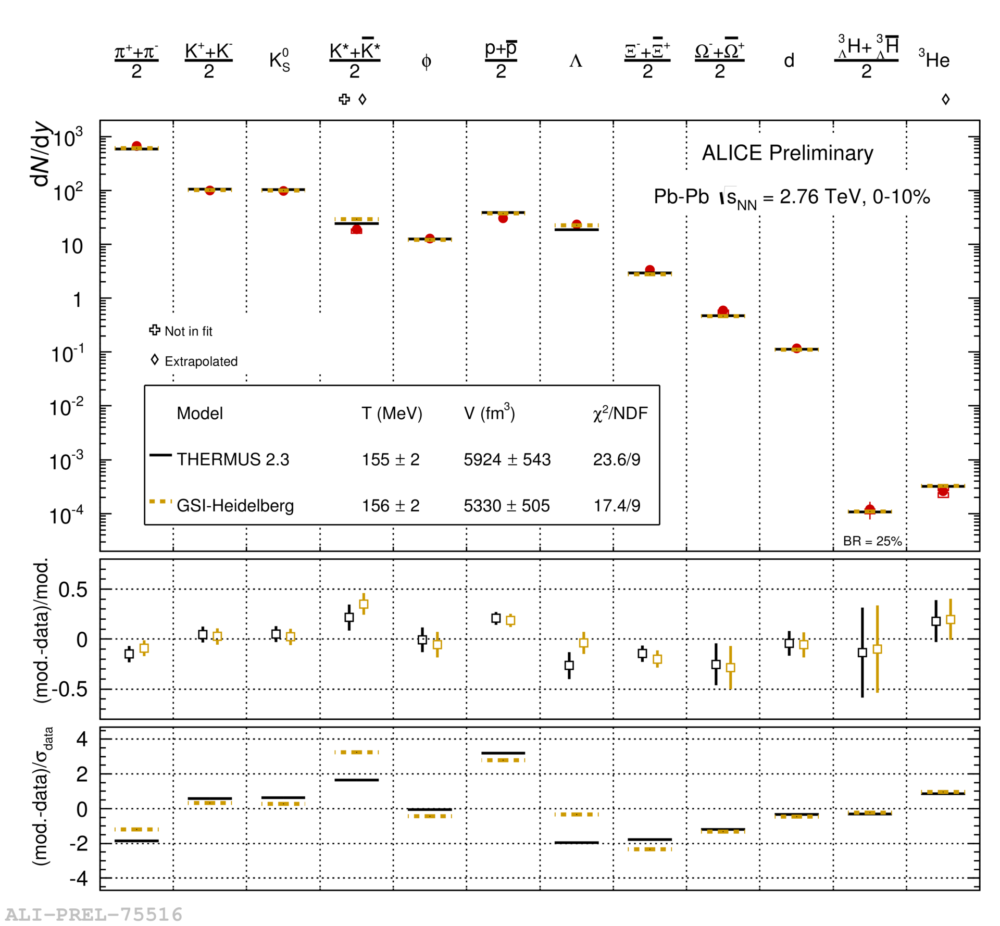 π⁺+π⁻ K⁺+K⁻ K⁰S K*+K̅* ϕ p+p̅ Λ Ξ⁻+Ξ̅⁺ Ω⁻+Ω̅⁺ d ³ΛH+ ³ΛH̅ ³He
2 2 2 2 2 2 2
dN/dy
10³
10²
10
1
10⁻¹
10⁻²
10⁻³
10⁻⁴
ALICE Preliminary
Pb-Pb √sNN = 2.76 TeV, 0-10%
Not in fit
Extrapolated
Model T (MeV) V (fm³) χ²/NDF
THERMUS 2.3 155 ± 2 5924 ± 543 23.6/9
GSI-Heidelberg 156 ± 2 5330 ± 505 17.4/9
BR = 25%
(mod.-data)/mod.
0.5
0
-0.5
(mod.-data)/σdata
4
2
0
-2
-4
ALI-PREL-75516